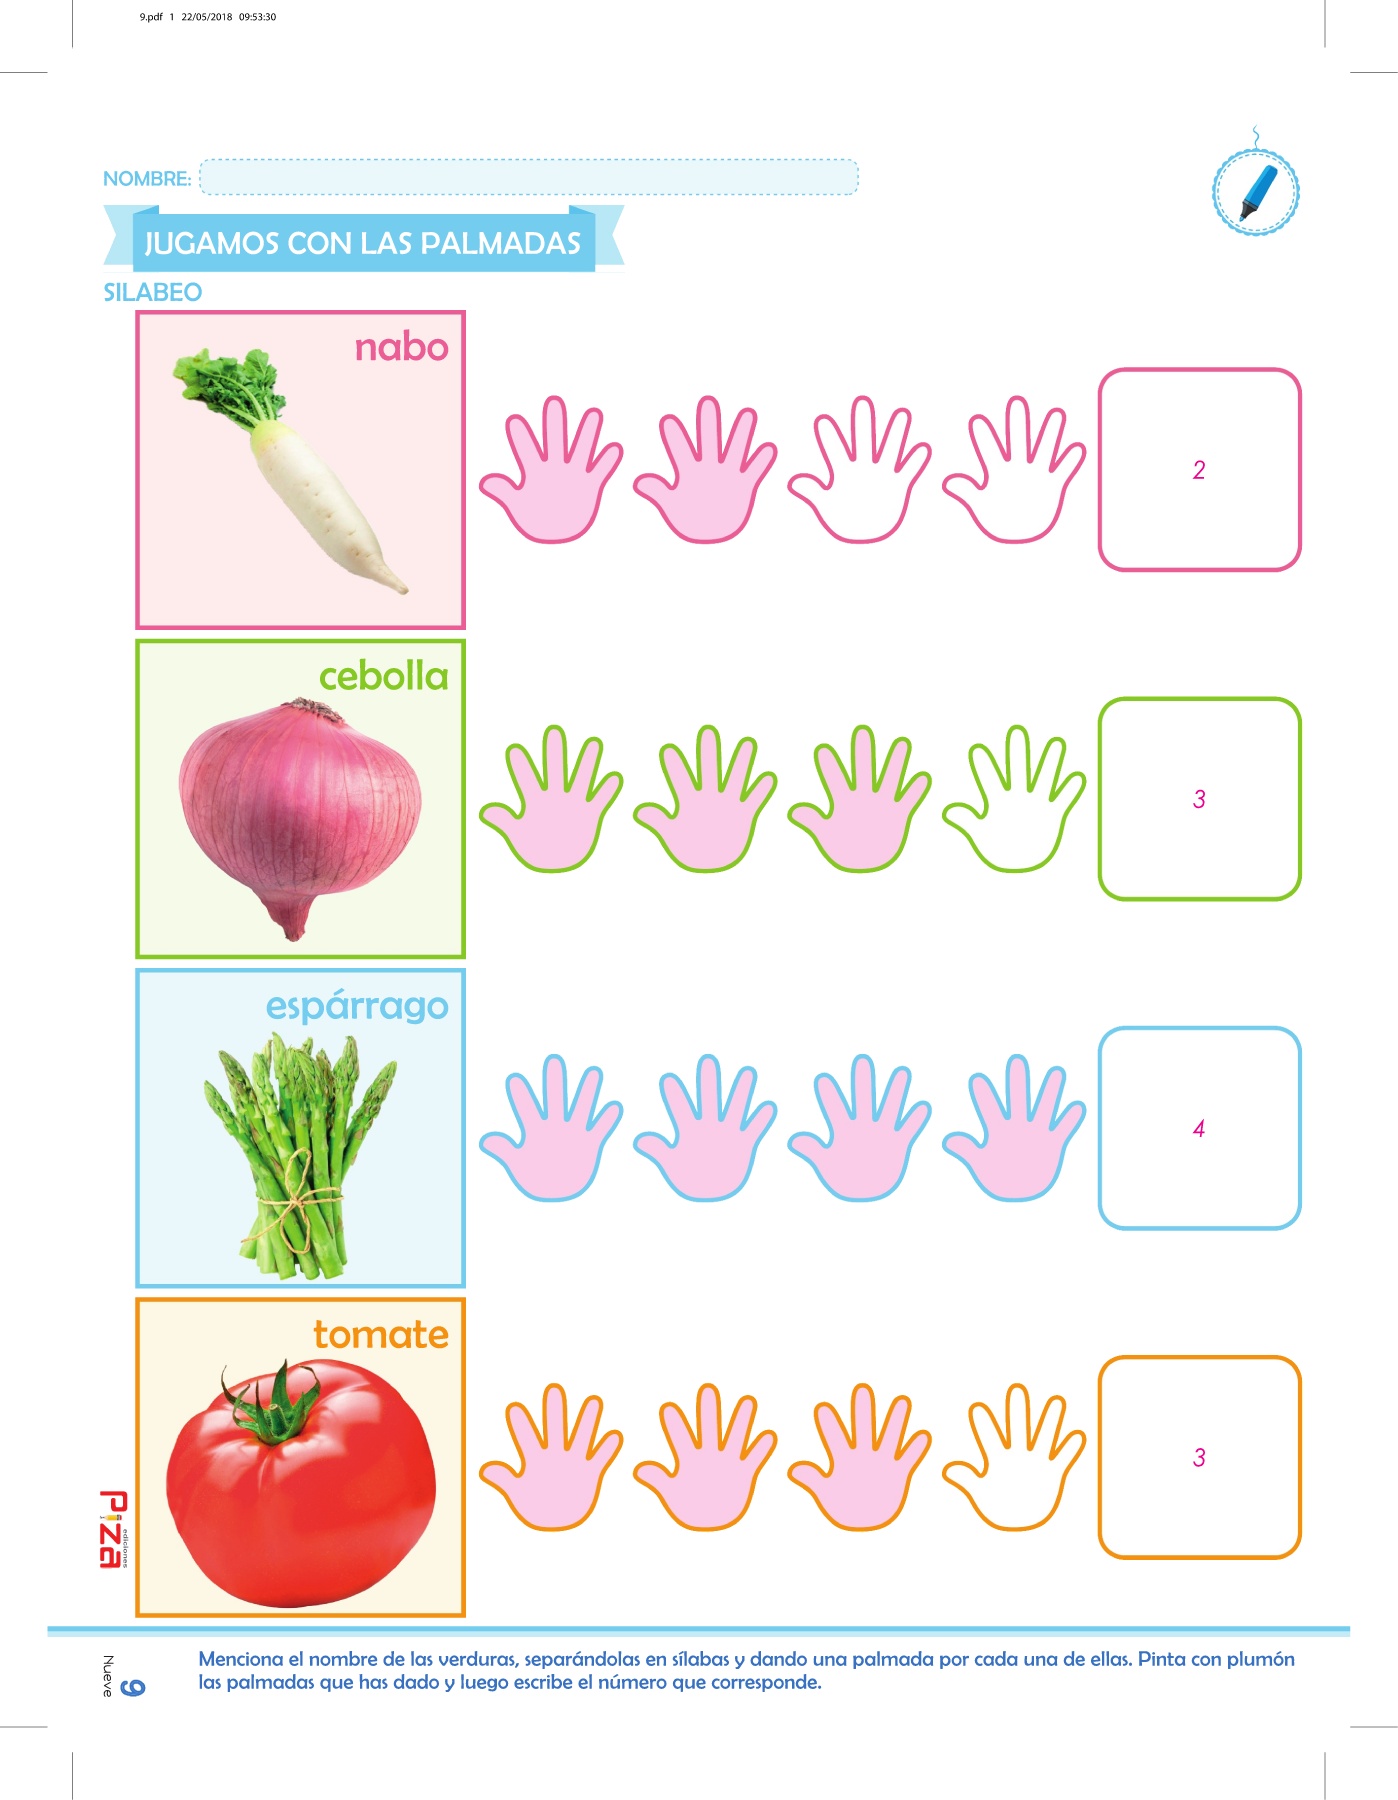 9.pdf 1 22/05/2018 09:53:30
NOMBRE:
JUGAMOS CON LAS PALMADAS
SILABEO
nabo
2
cebolla
3
espárrago
4
tomate
3
Piza
ediciones
Nueve
9
Menciona el nombre de las verduras, separándolas en sílabas y dando una palmada por cada una de ellas. Pinta con plumón
las palmadas que has dado y luego escribe el número que corresponde.